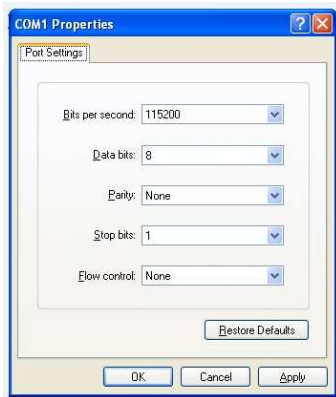 COM1 Properties
Port Settings
Bits per second: 115200
Data bits: 8
Parity: None
Stop bits: 1
Flow control: None
Restore Defaults
OK Cancel Apply